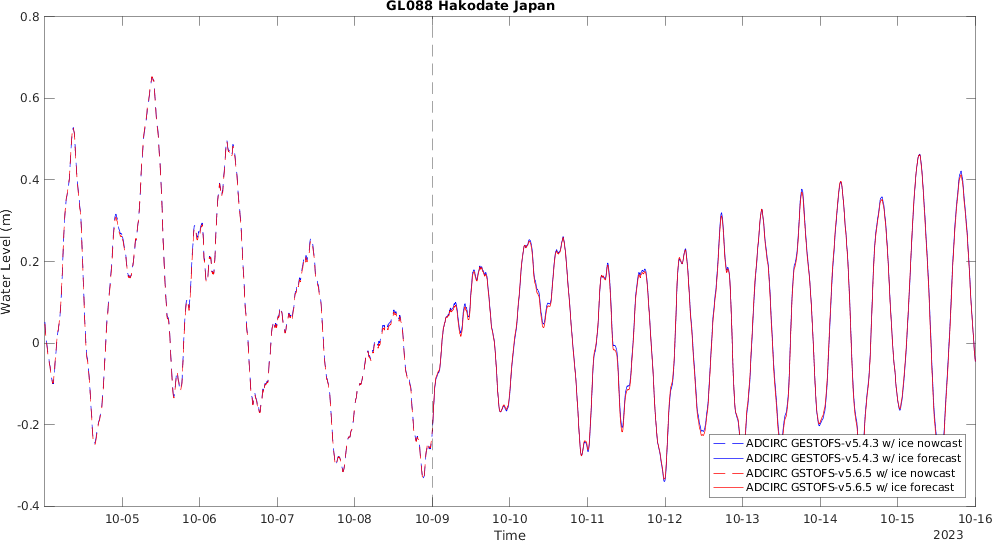 GL088 Hakodate Japan
0.8
0.6
0.4
0.2
0
-0.2
-0.4
Water Level (m)
10-05 10-06 10-07 10-08 10-09 10-10 10-11 10-12 10-13 10-14 10-15 10-16
Time
2023
ADCIRC GESTOFS-v5.4.3 w/ ice nowcast
ADCIRC GESTOFS-v5.4.3 w/ ice forecast
ADCIRC GSTOFS-v5.6.5 w/ ice nowcast
ADCIRC GSTOFS-v5.6.5 w/ ice forecast